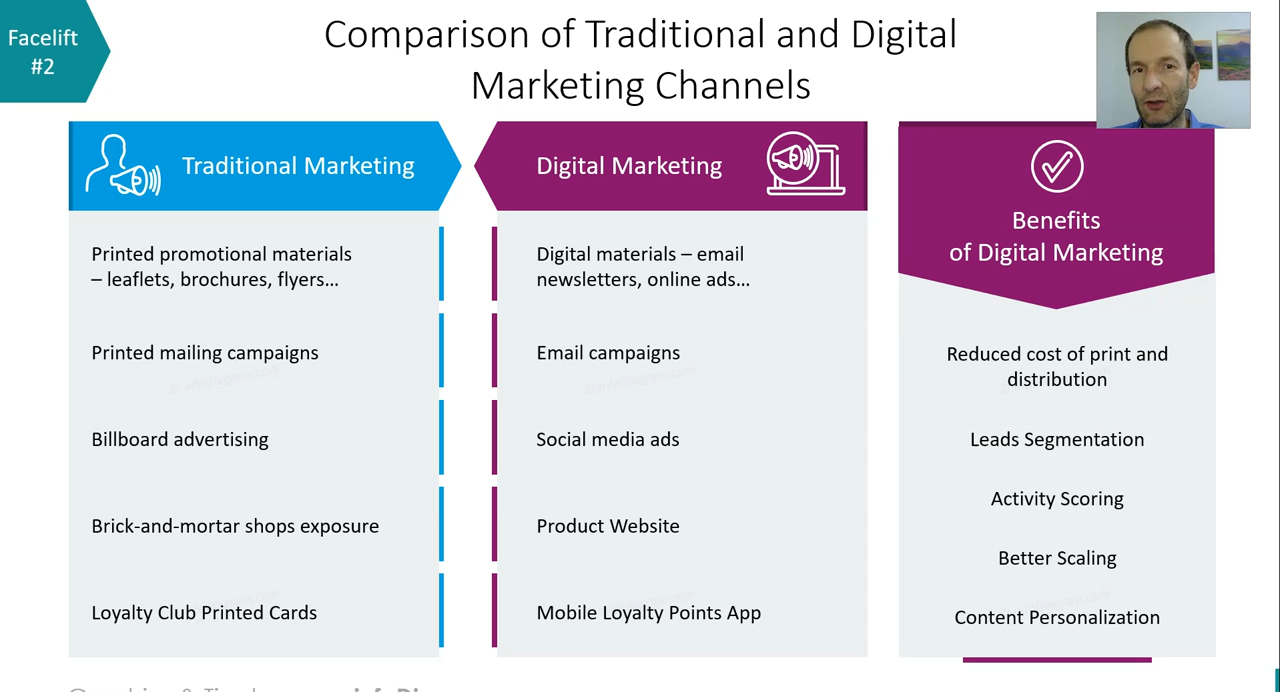 Facelift
#2
Comparison of Traditional and Digital
Marketing Channels
Traditional Marketing
Printed promotional materials
– leaflets, brochures, flyers…
Printed mailing campaigns
Billboard advertising
Brick-and-mortar shops exposure
Loyalty Club Printed Cards
Digital Marketing
Digital materials – email
newsletters, online ads…
Email campaigns
Social media ads
Product Website
Mobile Loyalty Points App
Benefits
of Digital Marketing
Reduced cost of print and
distribution
Leads Segmentation
Activity Scoring
Better Scaling
Content Personalization